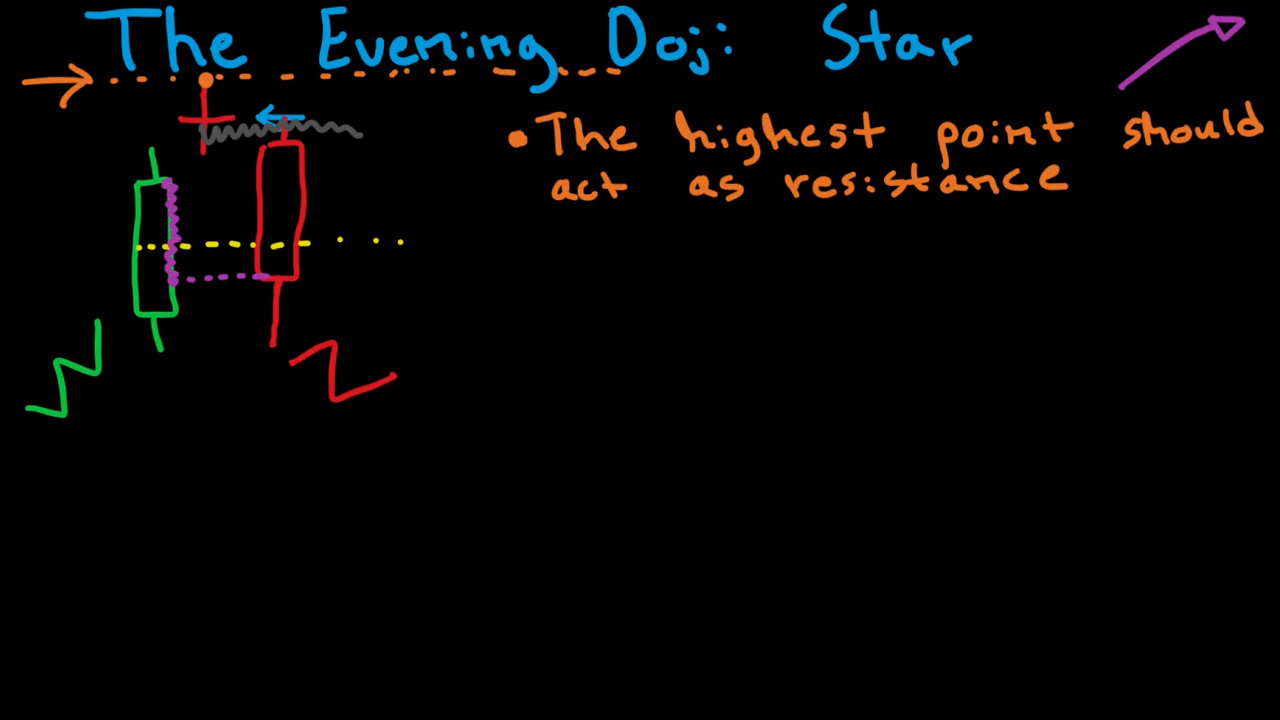 The Evening Doji Star
• The highest point should
act as resistance